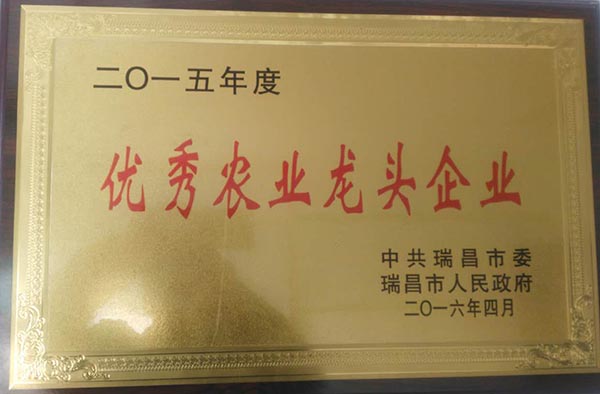 二〇一五年度
优秀农业龙头企业
中共瑞昌市委
瑞昌市人民政府
二〇一六年四月